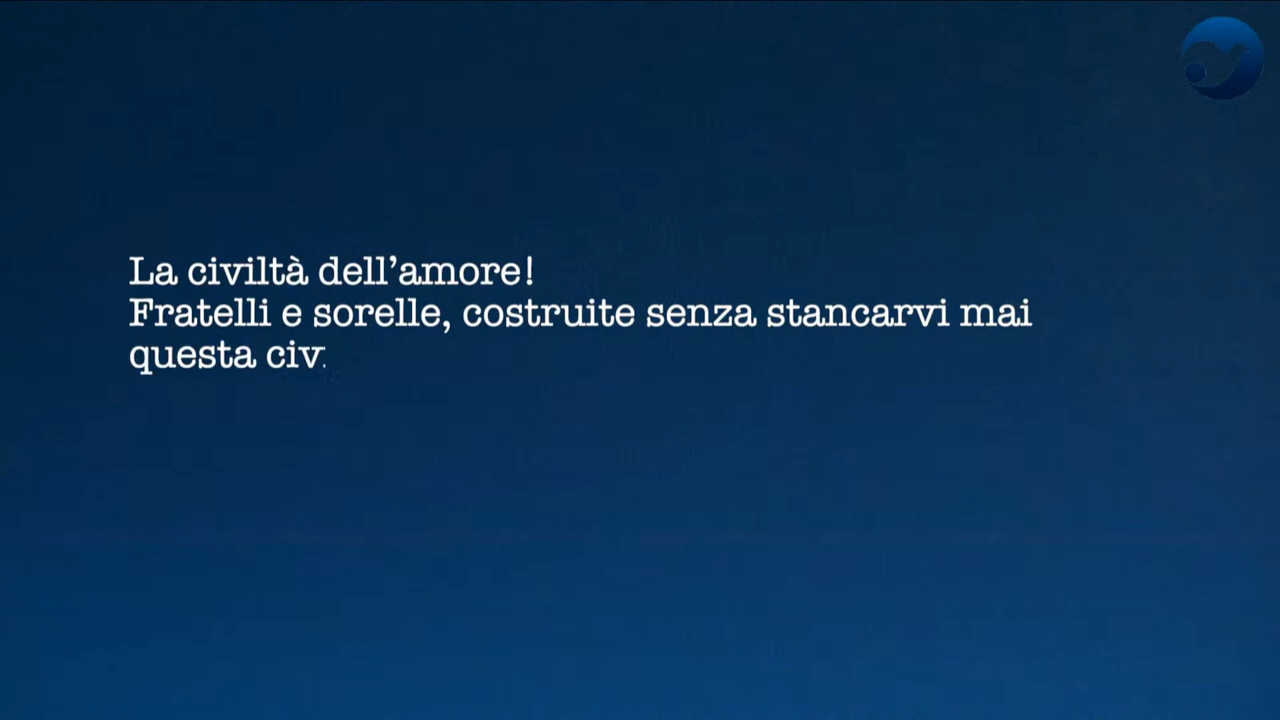 La civiltà dell’amore!
Fratelli e sorelle, costruite senza stancarvi mai
questa civ